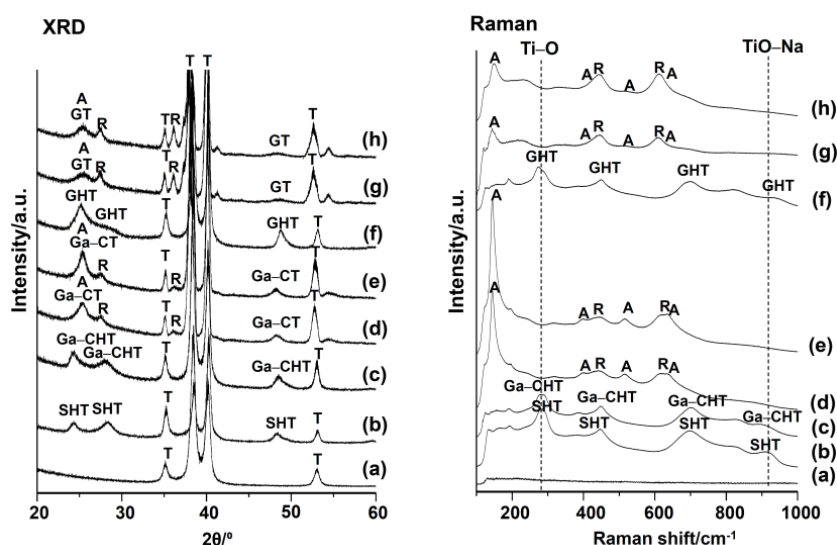 XRD
T T
A
GT R T R T
GT (h)
A
GT R T R T
GT (g)
GHT GHT T GHT T (f)
A
Ga–CT R T R T
Ga–CT (e)
A
Ga–CT R T R T
Ga–CT (d)
Ga–CHT Ga–CHT T Ga–CHT T (c)
SHT SHT T SHT T (b)
T T (a)
20 30 40 50 60
2θ/º
Intensity/a.u.
Raman
Ti–O TiO–Na
A A R A R A (h)
A A R A R A (g)
GHT GHT GHT GHT (f)
A A R A R A (e)
A A R A R A (d)
Ga–CHT Ga–CHT Ga–CHT Ga–CHT (c)
SHT SHT SHT SHT (b)
(a)
200 400 600 800 1000
Raman shift/cm⁻¹
Intensity/a.u.